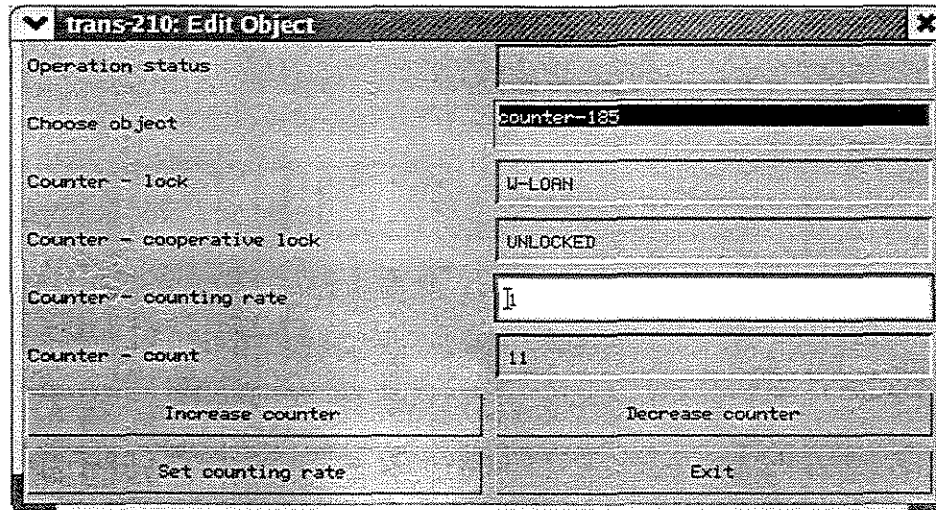 trans-210: Edit Object
Operation status
Choose object counter-185
Counter - lock W-LOAN
Counter - cooperative lock UNLOCKED
Counter - counting rate 1
Counter - count 11
Increase counter Decrease counter
Set counting rate Exit